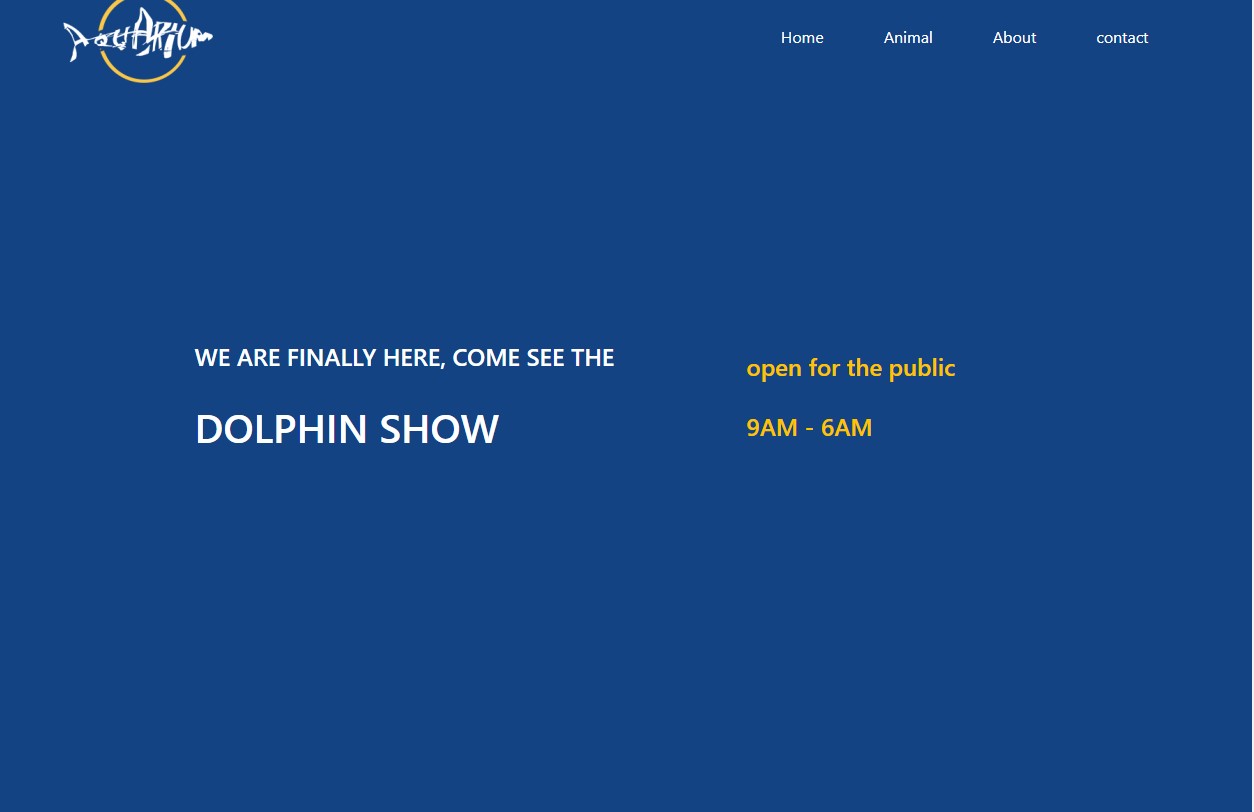 AQUARIUM
Home
Animal
About
contact
WE ARE FINALLY HERE, COME SEE THE
DOLPHIN SHOW
open for the public
9AM - 6AM